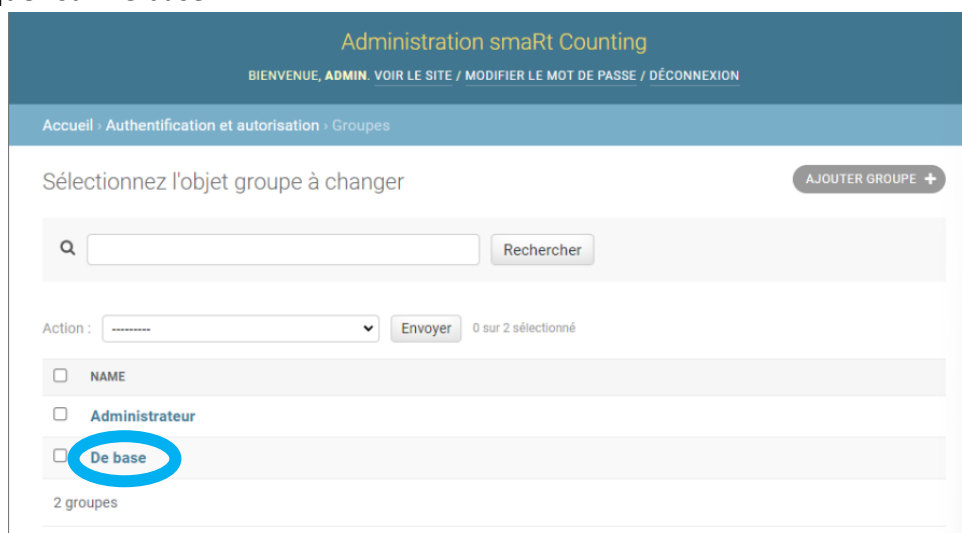 Administration smaRt Counting
BIENVENUE, ADMIN. VOIR LE SITE / MODIFIER LE MOT DE PASSE / DÉCONNEXION
Accueil › Authentification et autorisation › Groupes
Sélectionnez l'objet groupe à changer
AJOUTER GROUPE +
Rechercher
Action : --------- Envoyer 0 sur 2 sélectionné
NAME
Administrateur
De base
2 groupes